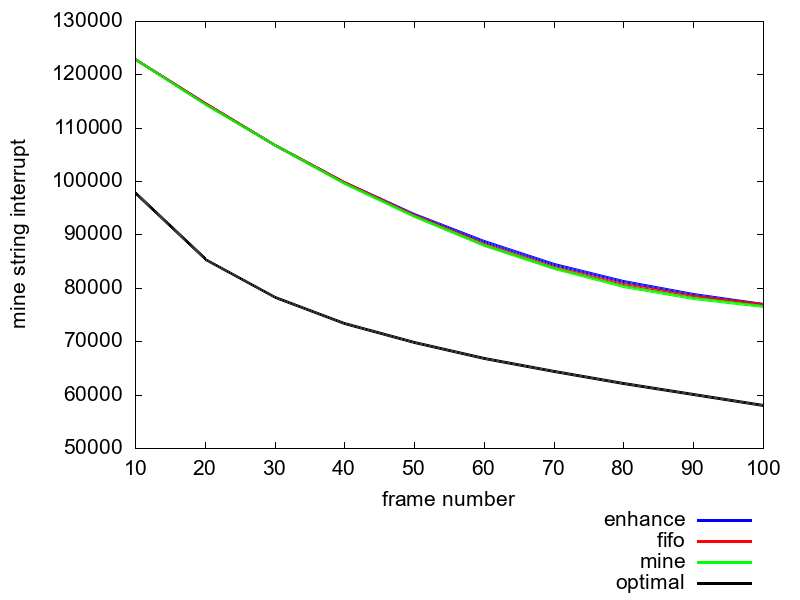 130000
120000
110000
100000
90000
80000
70000
60000
50000
mine string interrupt
10 20 30 40 50 60 70 80 90 100
frame number
enhance
fifo
mine
optimal